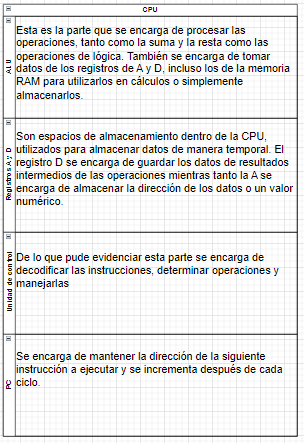 CPU
ALU
Esta es la parte que se encarga de procesar las
operaciones, tanto como la suma y la resta como las
operaciones de lógica. También se encarga de tomar
datos de los registros de A y D, incluso los de la memoria
RAM para utilizarlos en cálculos o simplemente
almacenarlos.
Registros A y D
Son espacios de almacenamiento dentro de la CPU,
utilizados para almacenar datos de manera temporal. El
registro D se encarga de guardar los datos de resultados
intermedios de las operaciones mientras tanto la A se
encarga de almacenar la dirección de los datos o un valor
numérico.
Unidad de control
De lo que pude evidenciar esta parte se encarga de
decodificar las instrucciones, determinar operaciones y
manejarlas
PC
Se encarga de mantener la dirección de la siguiente
instrucción a ejecutar y se incrementa después de cada
ciclo.